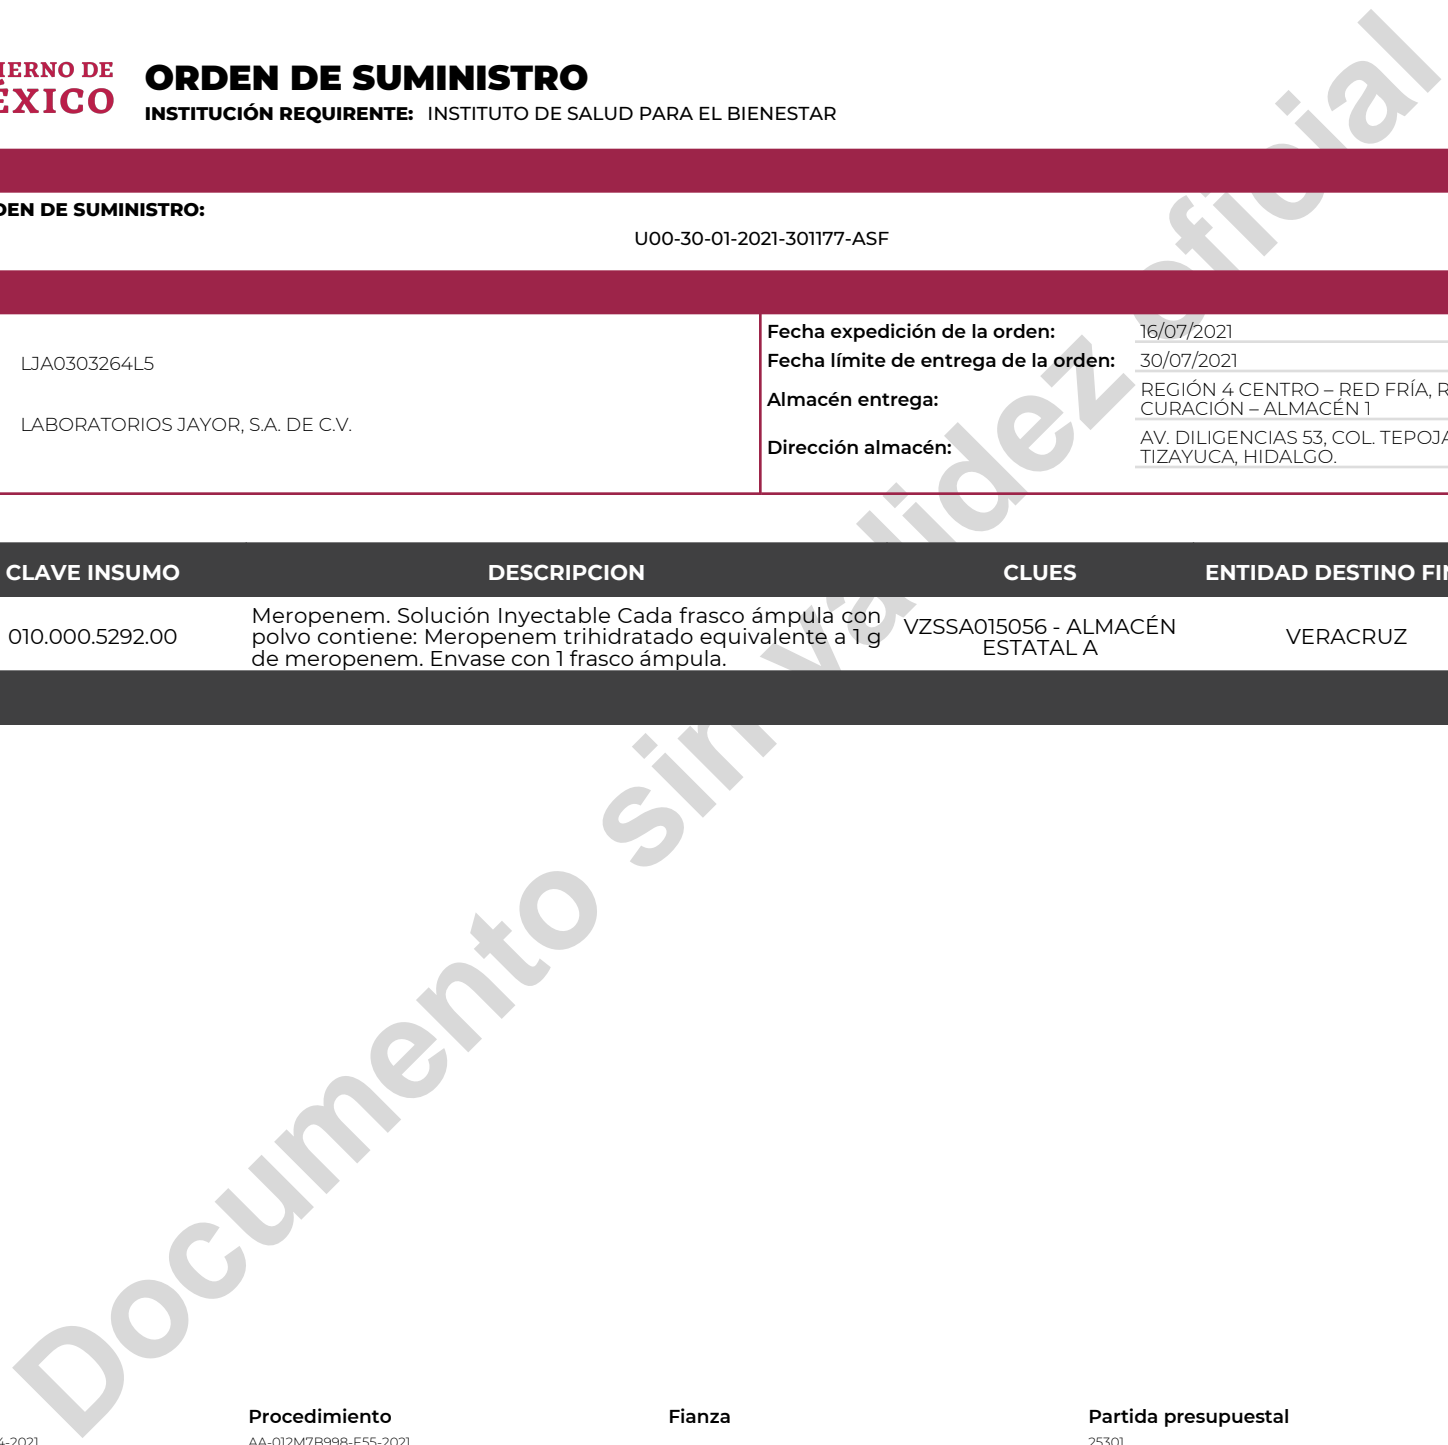 ORDEN DE SUMINISTRO
INSTITUCIÓN REQUIRENTE: INSTITUTO DE SALUD PARA EL BIENESTAR
DE
DE SUMINISTRO:
U00-30-01-2021-301177-ASF
LJA0303264L5
LABORATORIOS JAYOR, S.A. DE C.V.
Fecha expedición de la orden: 16/07/2021
Fecha límite de entrega de la orden: 30/07/2021
Almacén entrega: REGIÓN 4 CENTRO – RED FRÍA,
CURACIÓN – ALMACÉN 1
Dirección almacén: AV. DILIGENCIAS 53, COL.
TIZAYUCA, HIDALGO.
CLAVE INSUMO DESCRIPCION CLUES ENTIDAD DESTINO
010.000.5292.00
Meropenem. Solución Inyectable Cada frasco ámpula con
polvo contiene: Meropenem trihidratado equivalente a 1 g
de meropenem. Envase con 1 frasco ámpula.
VZSSA015056 - ALMACÉN
ESTATAL A
VERACRUZ
Documento sin validez oficial
Procedimiento Fianza Partida presupuestal
AA-012M7B998-E55-2021 25301